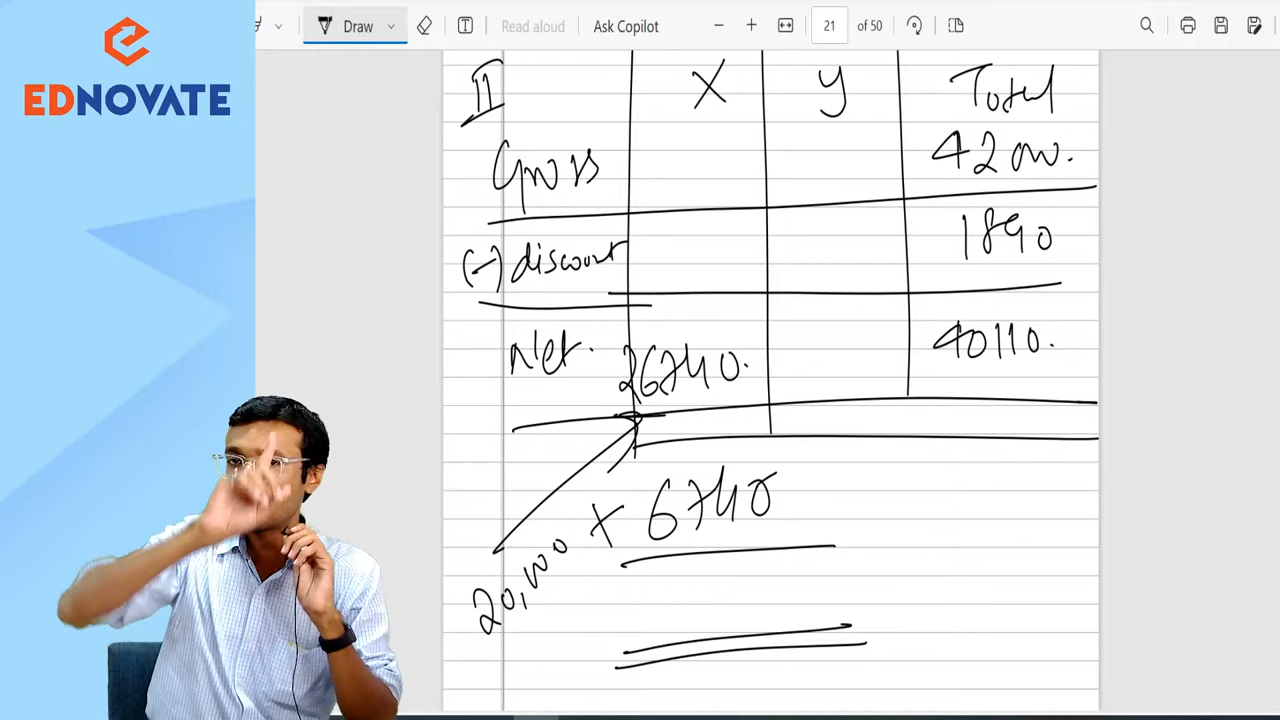 Draw
Read aloud
Ask Copilot
21
of 50
EDNOVATE
II X Y Total
Gross 42000.
(-) discount 1890
Net. 26740. 40110.
20,000 + 6740